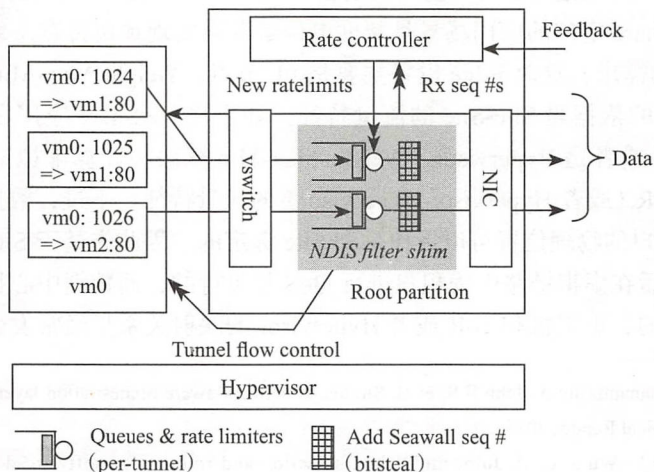 Rate controller
Feedback
vm0: 1024
=> vm1:80
New ratelimits
Rx seq #s
vm0: 1025
=> vm1:80
vm0: 1026
=> vm2:80
vm0
vswitch
NIC
Data
NDIS filter shim
Root partition
Tunnel flow control
Hypervisor
Queues & rate limiters
(per-tunnel)
Add Seawall seq #
(bitsteal)